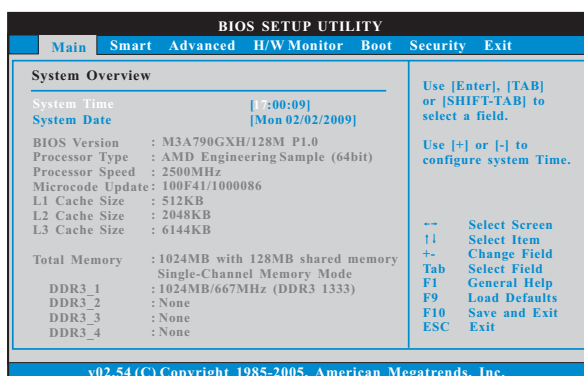 BIOS SETUP UTILITY
Main Smart Advanced H/W Monitor Boot Security Exit
System Overview
System Time [17:00:09]
System Date [Mon 02/02/2009]
BIOS Version : M3A790GXH/128M P1.0
Processor Type : AMD Engineering Sample (64bit)
Processor Speed : 2500MHz
Microcode Update : 100F41/1000086
L1 Cache Size : 512KB
L2 Cache Size : 2048KB
L3 Cache Size : 6144KB
Total Memory : 1024MB with 128MB shared memory
Single-Channel Memory Mode
DDR3_1 : 1024MB/667MHz (DDR3 1333)
DDR3_2 : None
DDR3_3 : None
DDR3_4 : None
Use [Enter], [TAB]
or [SHIFT-TAB] to
select a field.
Use [+] or [-] to
configure system Time.
←→ Select Screen
↑↓ Select Item
+- Change Field
Tab Select Field
F1 General Help
F9 Load Defaults
F10 Save and Exit
ESC Exit
v02.54 (C) Copyright 1985-2005, American Megatrends, Inc.